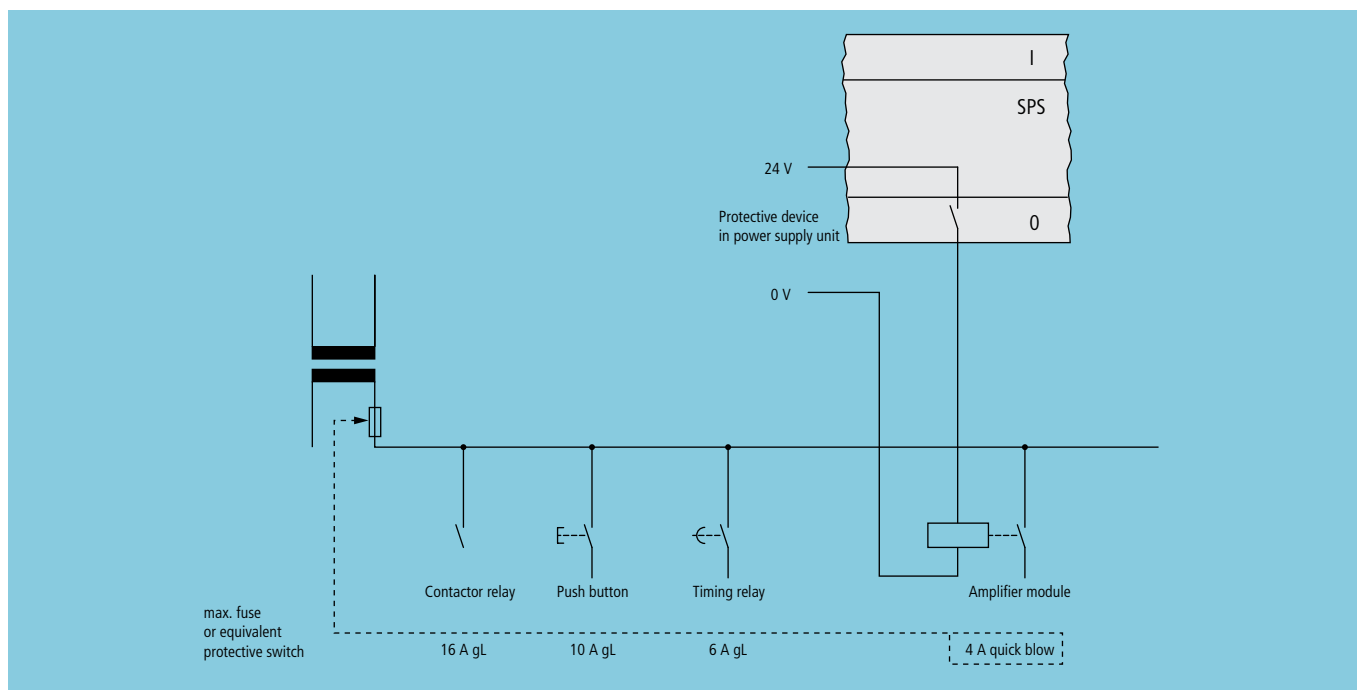 I
SPS
24 V
Protective device
in power supply unit
0
0 V
Contactor relay
Push button
Timing relay
Amplifier module
max. fuse
or equivalent
protective switch
16 A gL
10 A gL
6 A gL
4 A quick blow